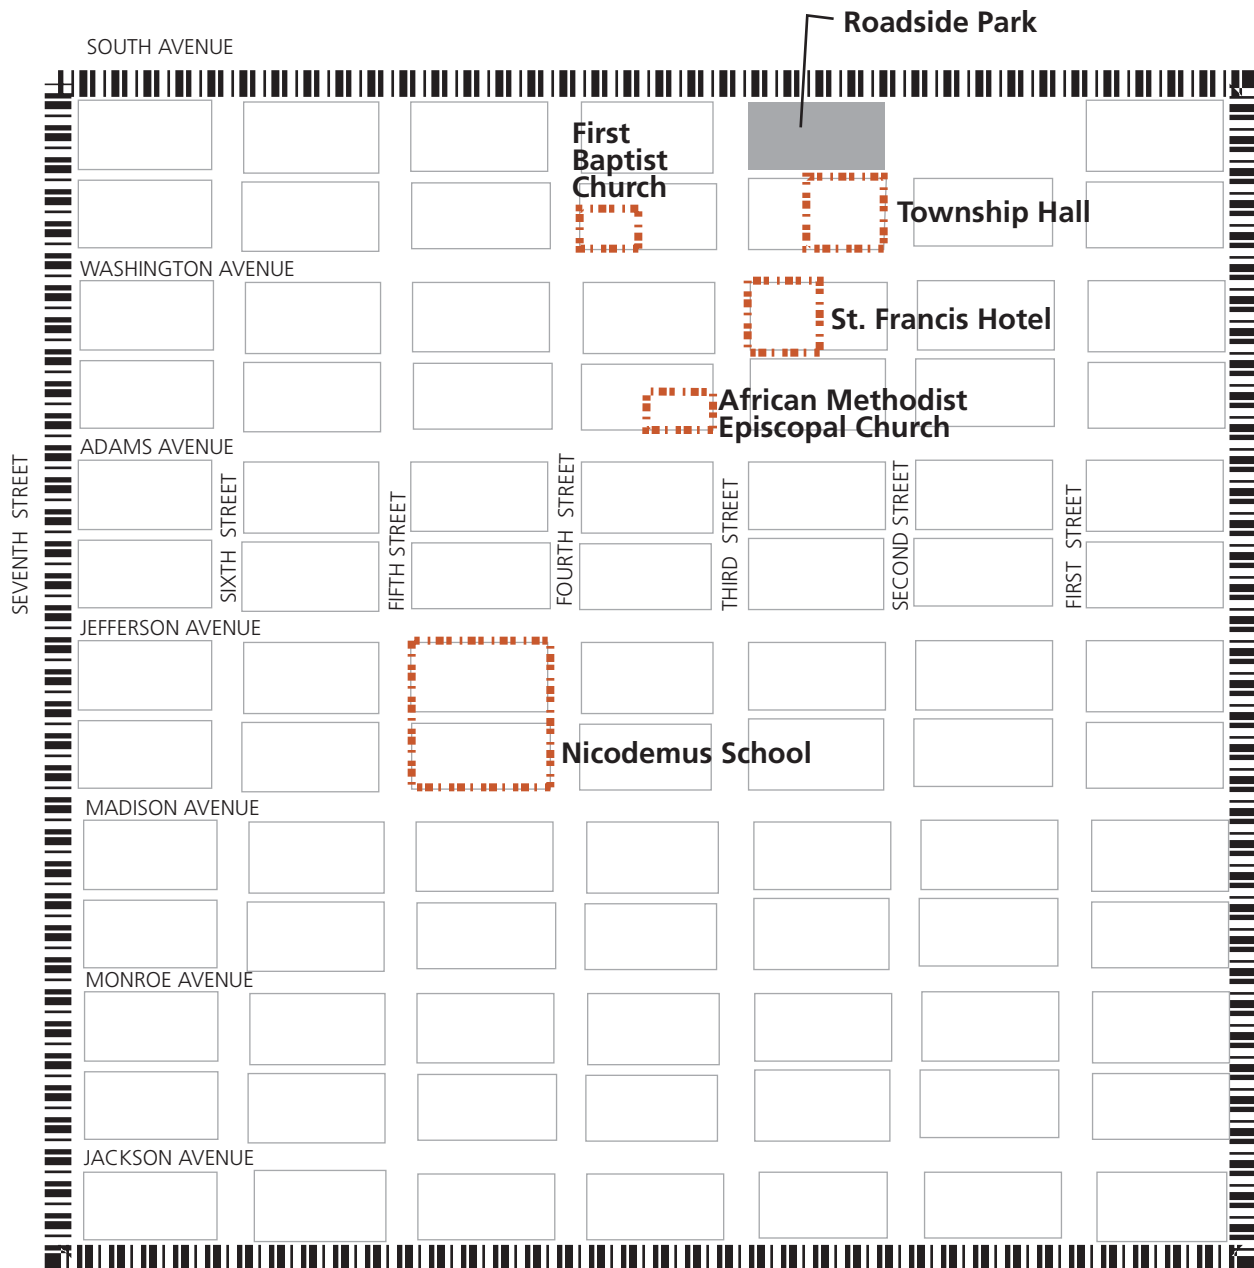 Roadside Park
SOUTH AVENUE
First
Baptist
Church
Township Hall
WASHINGTON AVENUE
St. Francis Hotel
African Methodist
Episcopal Church
ADAMS AVENUE
SEVENTH STREET
SIXTH STREET
FIFTH STREET
FOURTH STREET
THIRD STREET
SECOND STREET
FIRST STREET
JEFFERSON AVENUE
Nicodemus School
MADISON AVENUE
MONROE AVENUE
JACKSON AVENUE